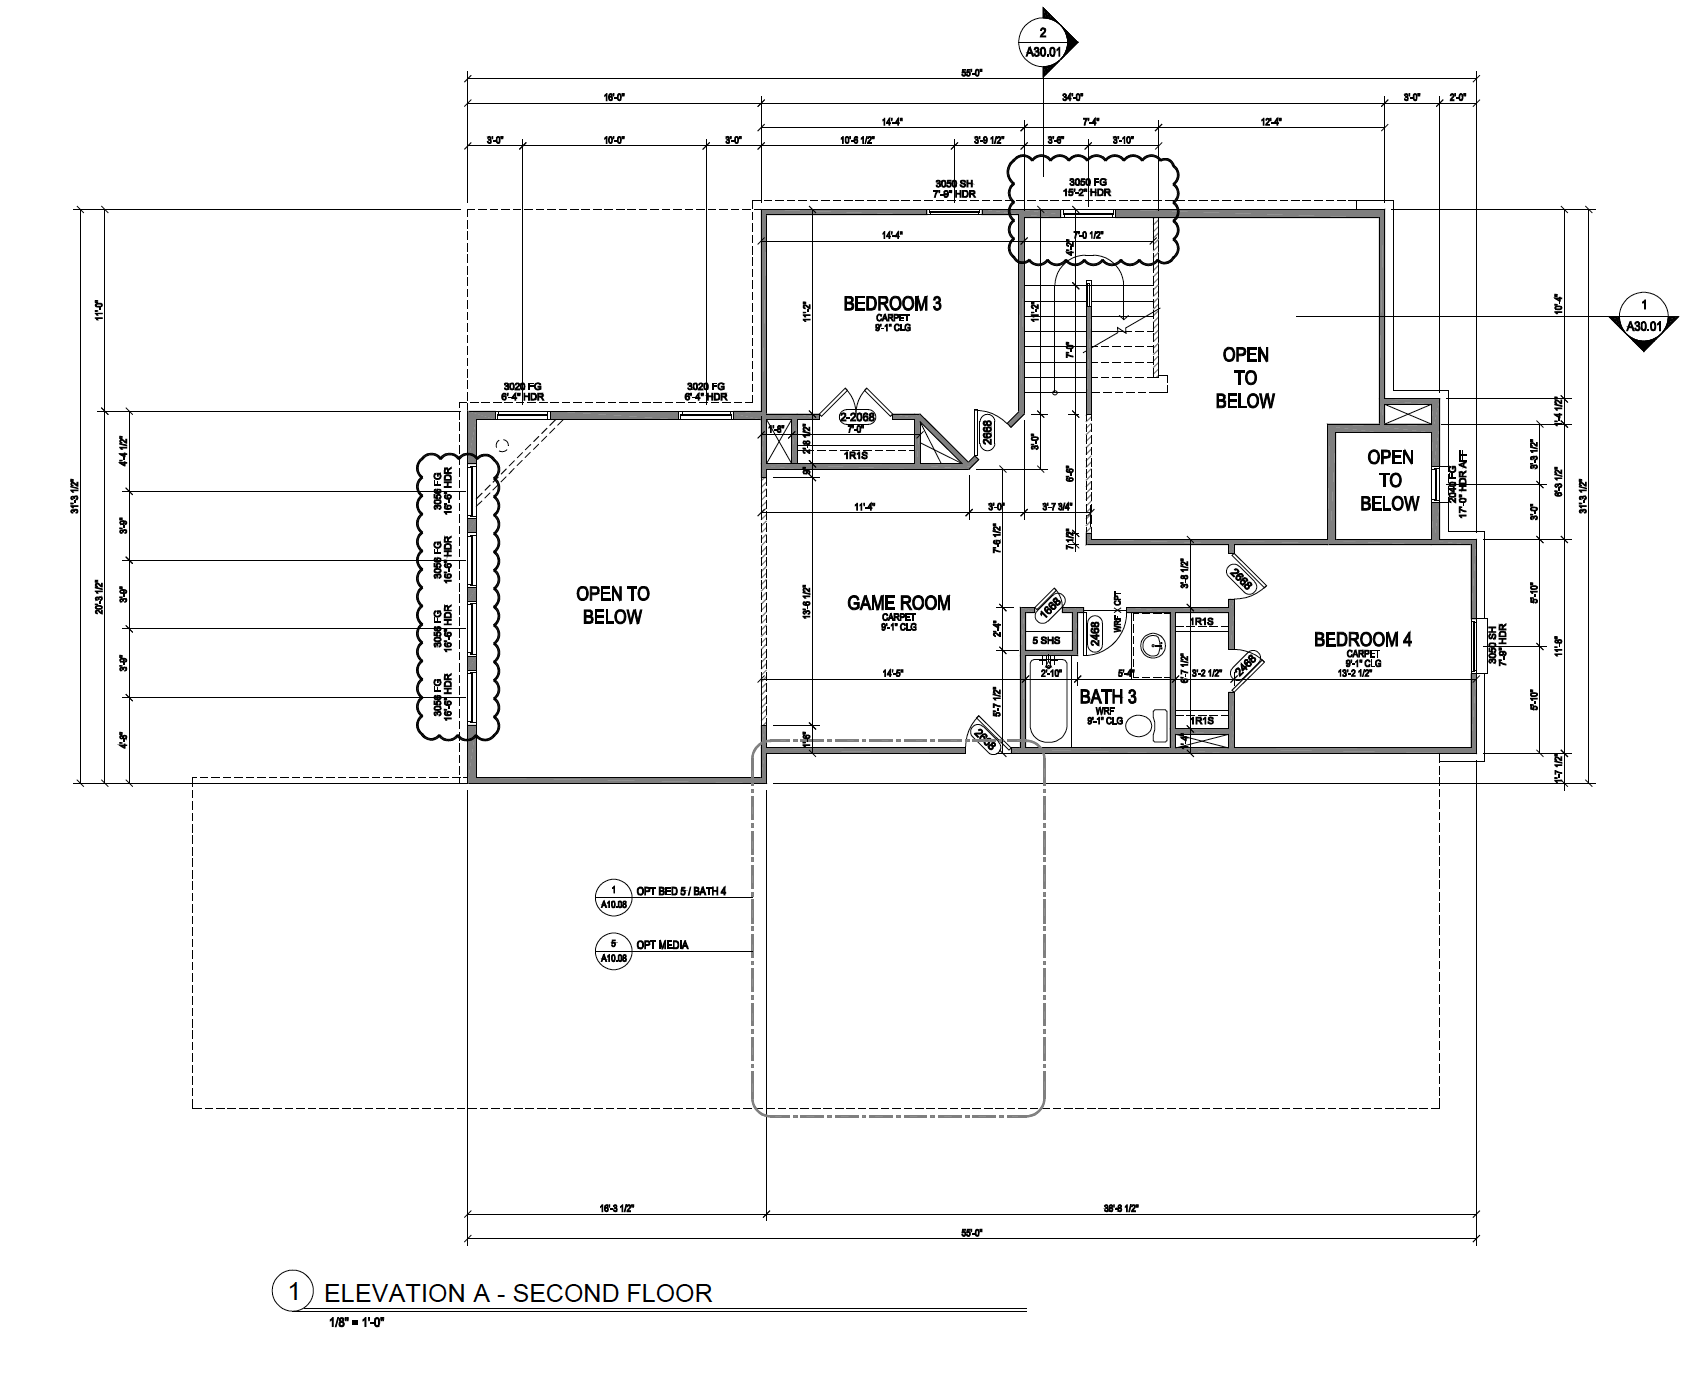 2
A30.01
55'-0"
16'-0"
34'-0"
3'-0"
2'-0"
14'-4"
7'-4"
12'-4"
3'-0"
10'-0"
3'-0"
10'-6 1/2"
3'-9 1/2"
3'-6"
3'-10"
3050 SH
7'-9" HDR
3050 FG
15'-2" HDR
14'-4"
7'-0 1/2"
4'-2"
11'-0"
11'-2"
11'-2"
10'-4"
1
A30.01
BEDROOM 3
CARPET
9'-1" CLG
7'-0"
OPEN
TO
BELOW
3020 FG
6'-4" HDR
3020 FG
6'-4" HDR
2-2068
1'-6"
7'-0"
2'-8 1/2"
1R1S
2668
3'-0"
1'-4 1/2"
4'-4 1/2"
9"
6'-6"
OPEN
TO
BELOW
3'-3 1/2"
6'-3 1/2"
2040 FG
17'-0" HDR AFF
3056 FG
16'-6" HDR
31'-3 1/2"
31'-3 1/2"
11'-4"
3'-0"
3'-7 3/4"
3'-9"
3'-0"
7'-6 1/2"
7 1/2"
3056 FG
16'-6" HDR
20'-3 1/2"
3'-9"
OPEN TO
BELOW
13'-6 1/2"
GAME ROOM
CARPET
9'-1" CLG
3'-8 1/2"
2668
5'-10"
1668
WRF
CPT
2468
2'-4"
5 SHS
1R1S
3056 FG
16'-6" HDR
BEDROOM 4
CARPET
9'-1" CLG
3050 SH
7'-9" HDR
11'-8"
3'-9"
14'-5"
2'-10"
5'-4"
6'-7 1/2"
3'-2 1/2"
2468
13'-2 1/2"
3056 FG
16'-6" HDR
5'-7 1/2"
BATH 3
WRF
9'-1" CLG
1R1S
5'-10"
4'-8"
1'-6"
2668
1'-4"
1'-7 1/2"
1
A10.08
OPT BED 5 / BATH 4
5
A10.08
OPT MEDIA
16'-3 1/2"
38'-8 1/2"
55'-0"
1
ELEVATION A - SECOND FLOOR
1/8" = 1'-0"